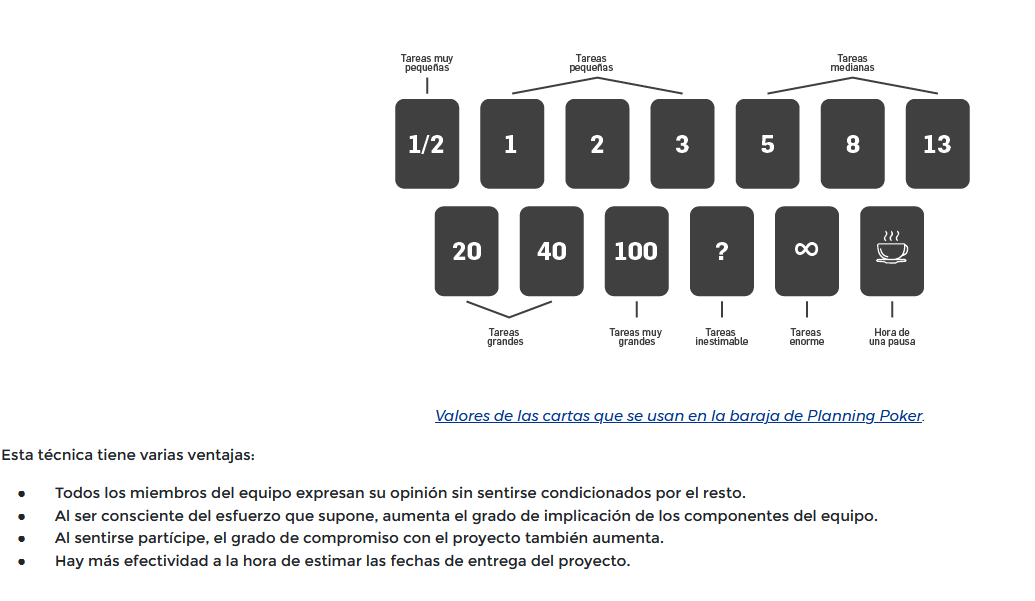 Tareas muy
pequeñas
Tareas
pequeñas
Tareas
medianas
1/2 1 2 3 5 8 13
20 40 100 ? ∞
Tareas
grandes
Tareas muy
grandes
Tareas
inestimable
Tareas
enorme
Hora de
una pausa
Valores de las cartas que se usan en la baraja de Planning Poker.
Esta técnica tiene varias ventajas:
● Todos los miembros del equipo expresan su opinión sin sentirse condicionados por el resto.
● Al ser consciente del esfuerzo que supone, aumenta el grado de implicación de los componentes del equipo.
● Al sentirse partícipe, el grado de compromiso con el proyecto también aumenta.
● Hay más efectividad a la hora de estimar las fechas de entrega del proyecto.